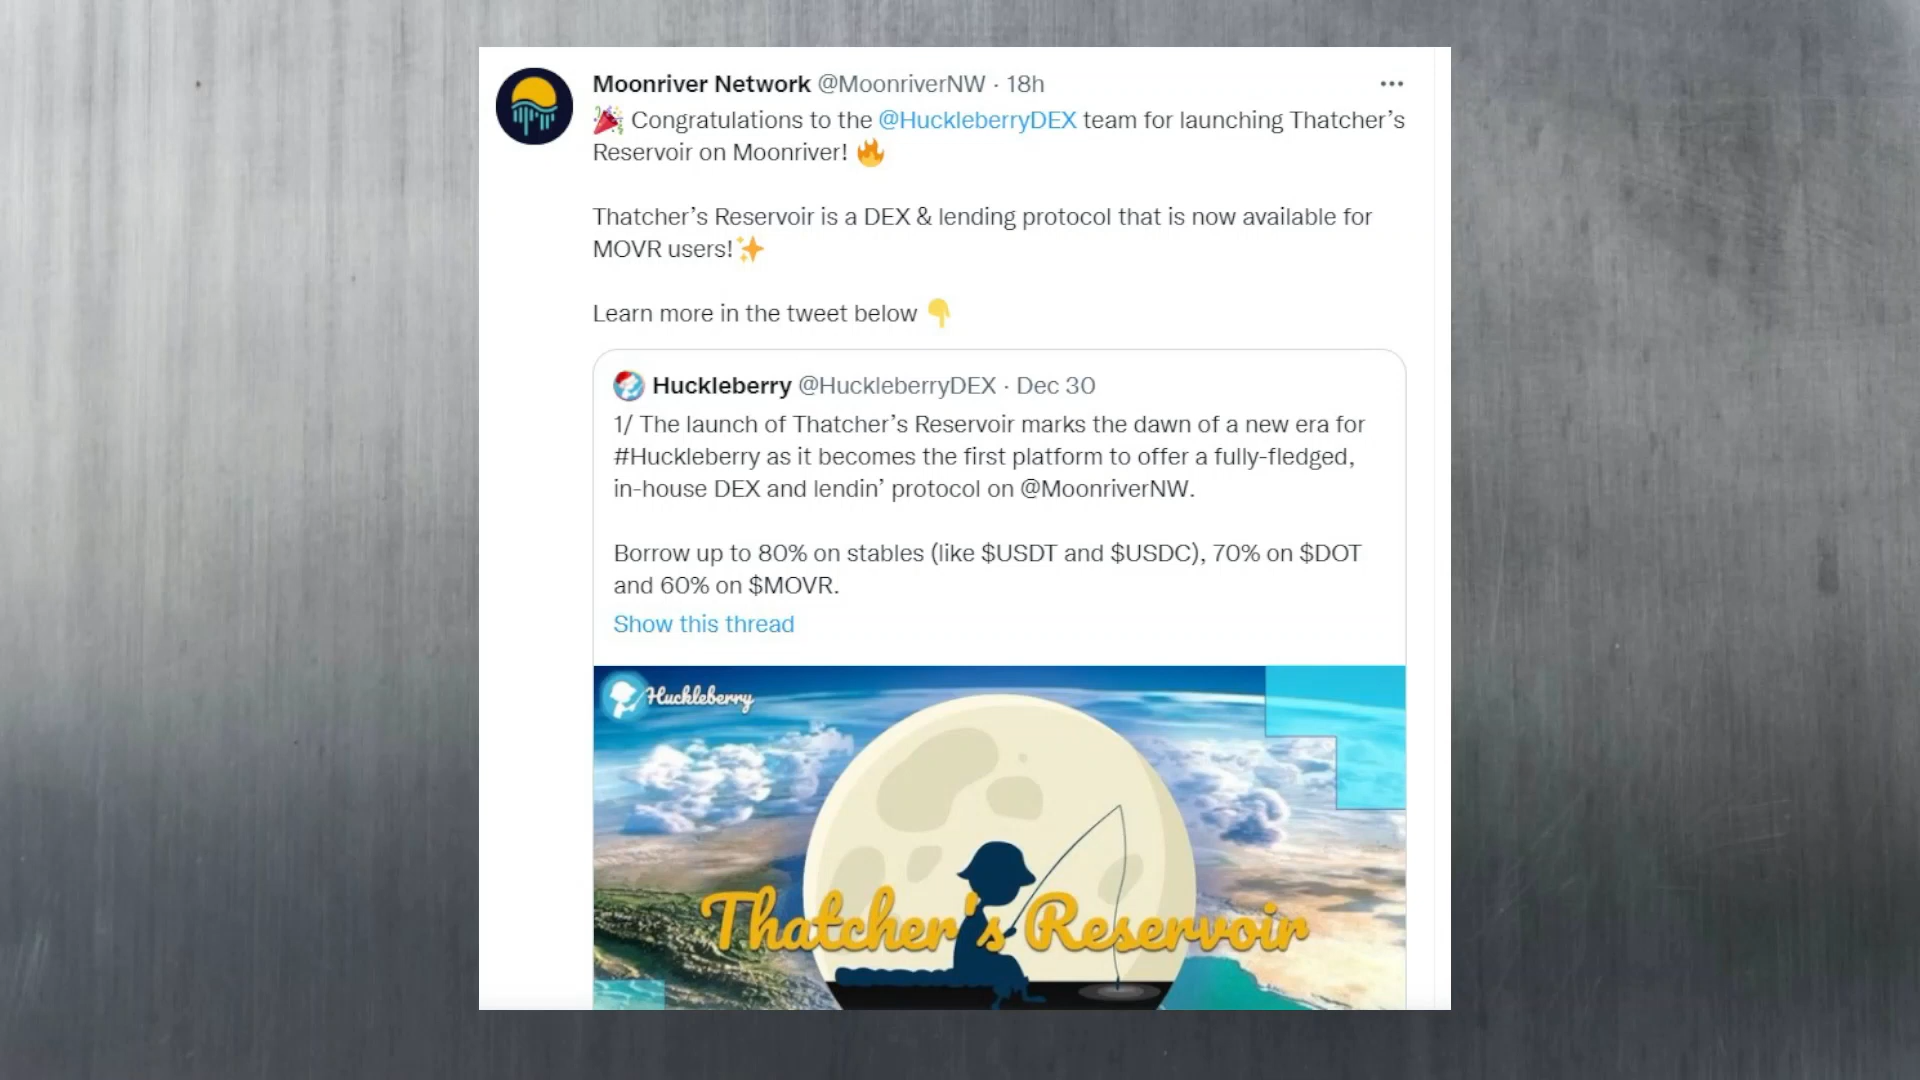 Moonriver Network @MoonriverNW · 18h
🎉 Congratulations to the @HuckleberryDEX team for launching Thatcher’s
Reservoir on Moonriver! 🔥
Thatcher’s Reservoir is a DEX & lending protocol that is now available for
MOVR users!✨
Learn more in the tweet below 👇
Huckleberry @HuckleberryDEX · Dec 30
1/ The launch of Thatcher’s Reservoir marks the dawn of a new era for
#Huckleberry as it becomes the first platform to offer a fully-fledged,
in-house DEX and lendin’ protocol on @MoonriverNW.
Borrow up to 80% on stables (like $USDT and $USDC), 70% on $DOT
and 60% on $MOVR.
Show this thread
Huckleberry
Thatcher's Reservoir